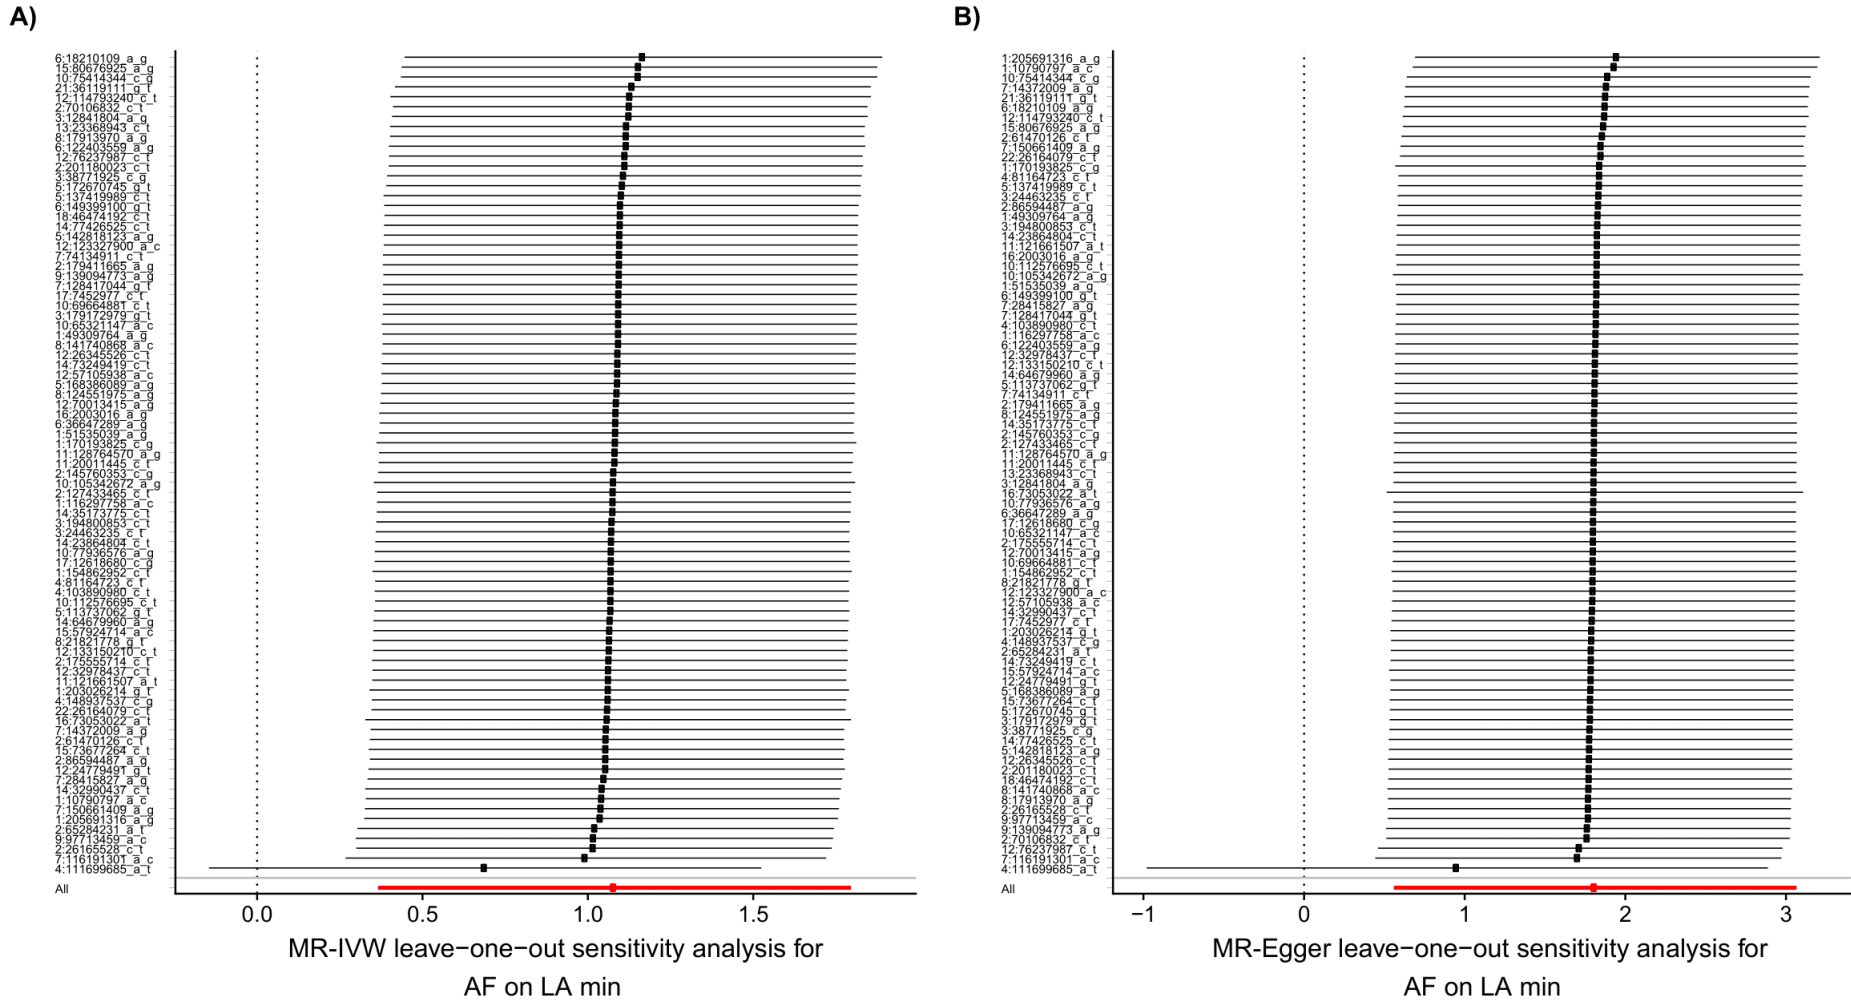 A)
6:18210109_a_g
15:80676925_a_g
10:75414344_c_g
21:36119111_g_t
12:114793240_c_t
2:70106832_c_t
3:12841804_a_g
13:23368943_c_t
8:17913970_a_g
6:122403559_a_g
12:76237987_c_t
2:201180023_c_t
3:38771925_c_g
5:172670745_g_t
5:137419989_c_t
6:149399100_g_t
18:46474192_c_t
14:77426525_c_t
5:142818123_a_g
12:123327900_a_c
7:74134911_c_t
2:179411665_a_g
9:139094773_a_g
7:128417044_g_t
17:7452977_c_t
10:69664881_c_t
3:179172979_g_t
10:65321147_a_c
1:49309764_a_g
8:141740868_a_c
12:26345526_c_t
14:73249419_c_t
12:57105938_a_c
5:168386089_a_g
8:124551975_a_g
12:70013415_a_g
16:2003016_a_g
6:36647289_a_g
1:51535039_a_g
1:170193825_c_g
11:128764570_a_g
11:20011445_c_t
2:145760353_c_g
10:105342672_a_g
2:127433465_c_t
1:116297758_a_c
14:35173775_c_t
3:194800853_c_t
3:24463235_c_t
14:23864804_c_t
10:77936576_a_g
17:12618680_c_g
1:154862952_c_t
4:81164723_c_t
4:103890980_c_t
10:112576695_c_t
5:113737062_g_t
14:64679960_a_g
15:57924714_a_c
8:21821778_g_t
12:133150210_c_t
2:175555714_c_t
12:32978437_c_t
11:121661507_a_t
1:203026214_g_t
4:148937537_c_g
22:26164079_c_t
16:73053022_a_t
7:14372009_a_g
2:61470126_c_t
15:73677264_c_t
2:86594487_a_g
12:24779491_g_t
7:28415827_a_g
14:32990437_c_t
1:10790797_a_c
7:150661409_a_g
1:205691316_a_g
2:65284231_a_t
9:97713459_a_c
2:26165528_c_t
7:116191301_a_c
4:111699685_a_t
All
0.0 0.5 1.0 1.5
MR-IVW leave−one−out sensitivity analysis for
AF on LA min
B)
1:205691316_a_g
1:10790797_a_c
10:75414344_c_g
7:14372009_a_g
21:36119111_g_t
6:18210109_a_g
12:114793240_c_t
15:80676925_a_g
2:61470126_c_t
7:150661409_a_g
22:26164079_c_t
1:170193825_c_g
4:81164723_c_t
5:137419989_c_t
3:24463235_c_t
2:86594487_a_g
1:49309764_a_g
3:194800853_c_t
14:23864804_c_t
11:121661507_a_t
16:2003016_a_g
10:112576695_c_t
10:105342672_a_g
1:51535039_a_g
6:149399100_g_t
7:28415827_a_g
7:128417044_g_t
4:103890980_c_t
1:116297758_a_c
6:122403559_a_g
12:32978437_c_t
12:133150210_c_t
14:64679960_a_g
5:113737062_g_t
7:74134911_c_t
2:179411665_a_g
8:124551975_a_g
14:35173775_c_t
2:145760353_c_g
2:127433465_c_t
11:128764570_a_g
11:20011445_c_t
13:23368943_c_t
3:12841804_a_g
16:73053022_a_t
10:77936576_a_g
6:36647289_a_g
17:12618680_c_g
10:65321147_a_c
2:175555714_c_t
12:70013415_a_g
10:69664881_c_t
1:154862952_c_t
8:21821778_g_t
12:123327900_a_c
12:57105938_a_c
14:32990437_c_t
17:7452977_c_t
1:203026214_g_t
4:148937537_c_g
2:65284231_a_t
14:73249419_c_t
15:57924714_a_c
12:24779491_g_t
5:168386089_a_g
15:73677264_c_t
5:172670745_g_t
3:179172979_g_t
3:38771925_c_g
14:77426525_c_t
5:142818123_a_g
12:26345526_c_t
2:201180023_c_t
18:46474192_c_t
8:141740868_a_c
8:17913970_a_g
2:26165528_c_t
9:97713459_a_c
9:139094773_a_g
2:70106832_c_t
12:76237987_c_t
7:116191301_a_c
4:111699685_a_t
All
−1 0 1 2 3
MR-Egger leave−one−out sensitivity analysis for
AF on LA min